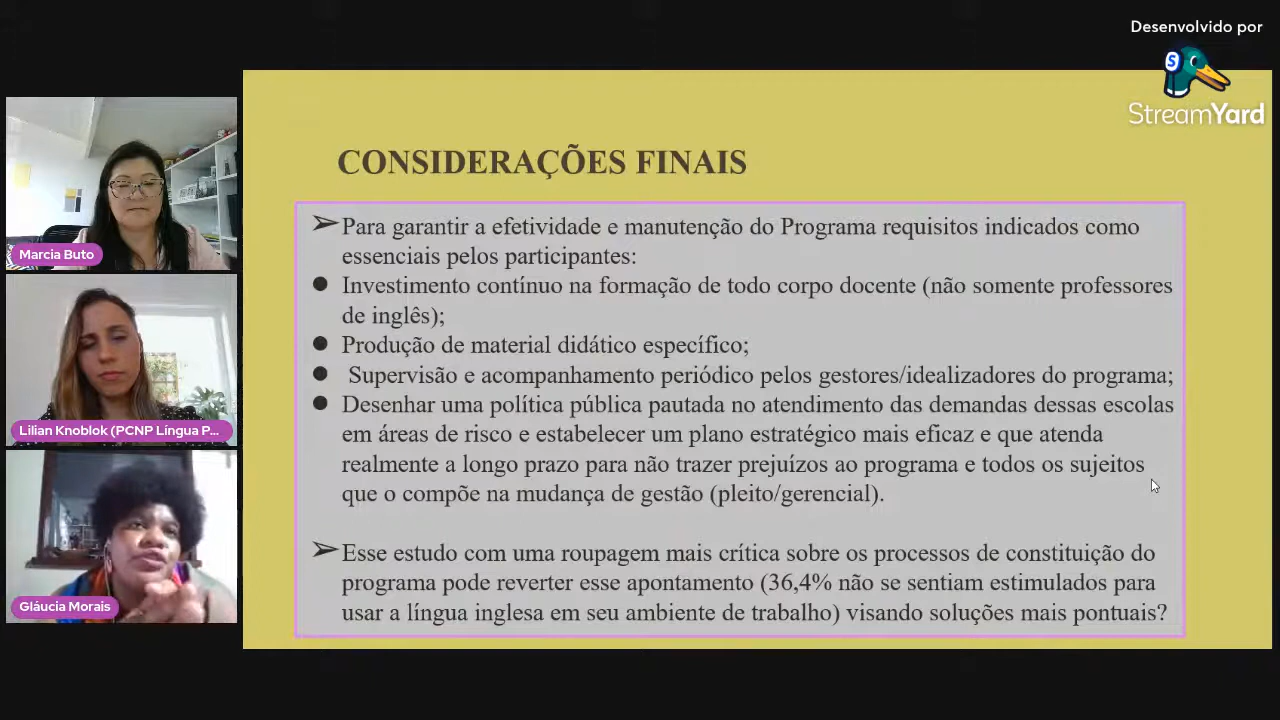 Desenvolvido por
StreamYard
CONSIDERAÇÕES FINAIS
➢Para garantir a efetividade e manutenção do Programa requisitos indicados como
essenciais pelos participantes:
● Investimento contínuo na formação de todo corpo docente (não somente professores
de inglês);
● Produção de material didático específico;
● Supervisão e acompanhamento periódico pelos gestores/idealizadores do programa;
● Desenhar uma política pública pautada no atendimento das demandas dessas escolas
em áreas de risco e estabelecer um plano estratégico mais eficaz e que atenda
realmente a longo prazo para não trazer prejuízos ao programa e todos os sujeitos
que o compõe na mudança de gestão (pleito/gerencial).
➢Esse estudo com uma roupagem mais crítica sobre os processos de constituição do
programa pode reverter esse apontamento (36,4% não se sentiam estimulados para
usar a língua inglesa em seu ambiente de trabalho) visando soluções mais pontuais?
Marcia Buto
Lílian Knoblok (PCNP Língua P...
Gláucia Morais